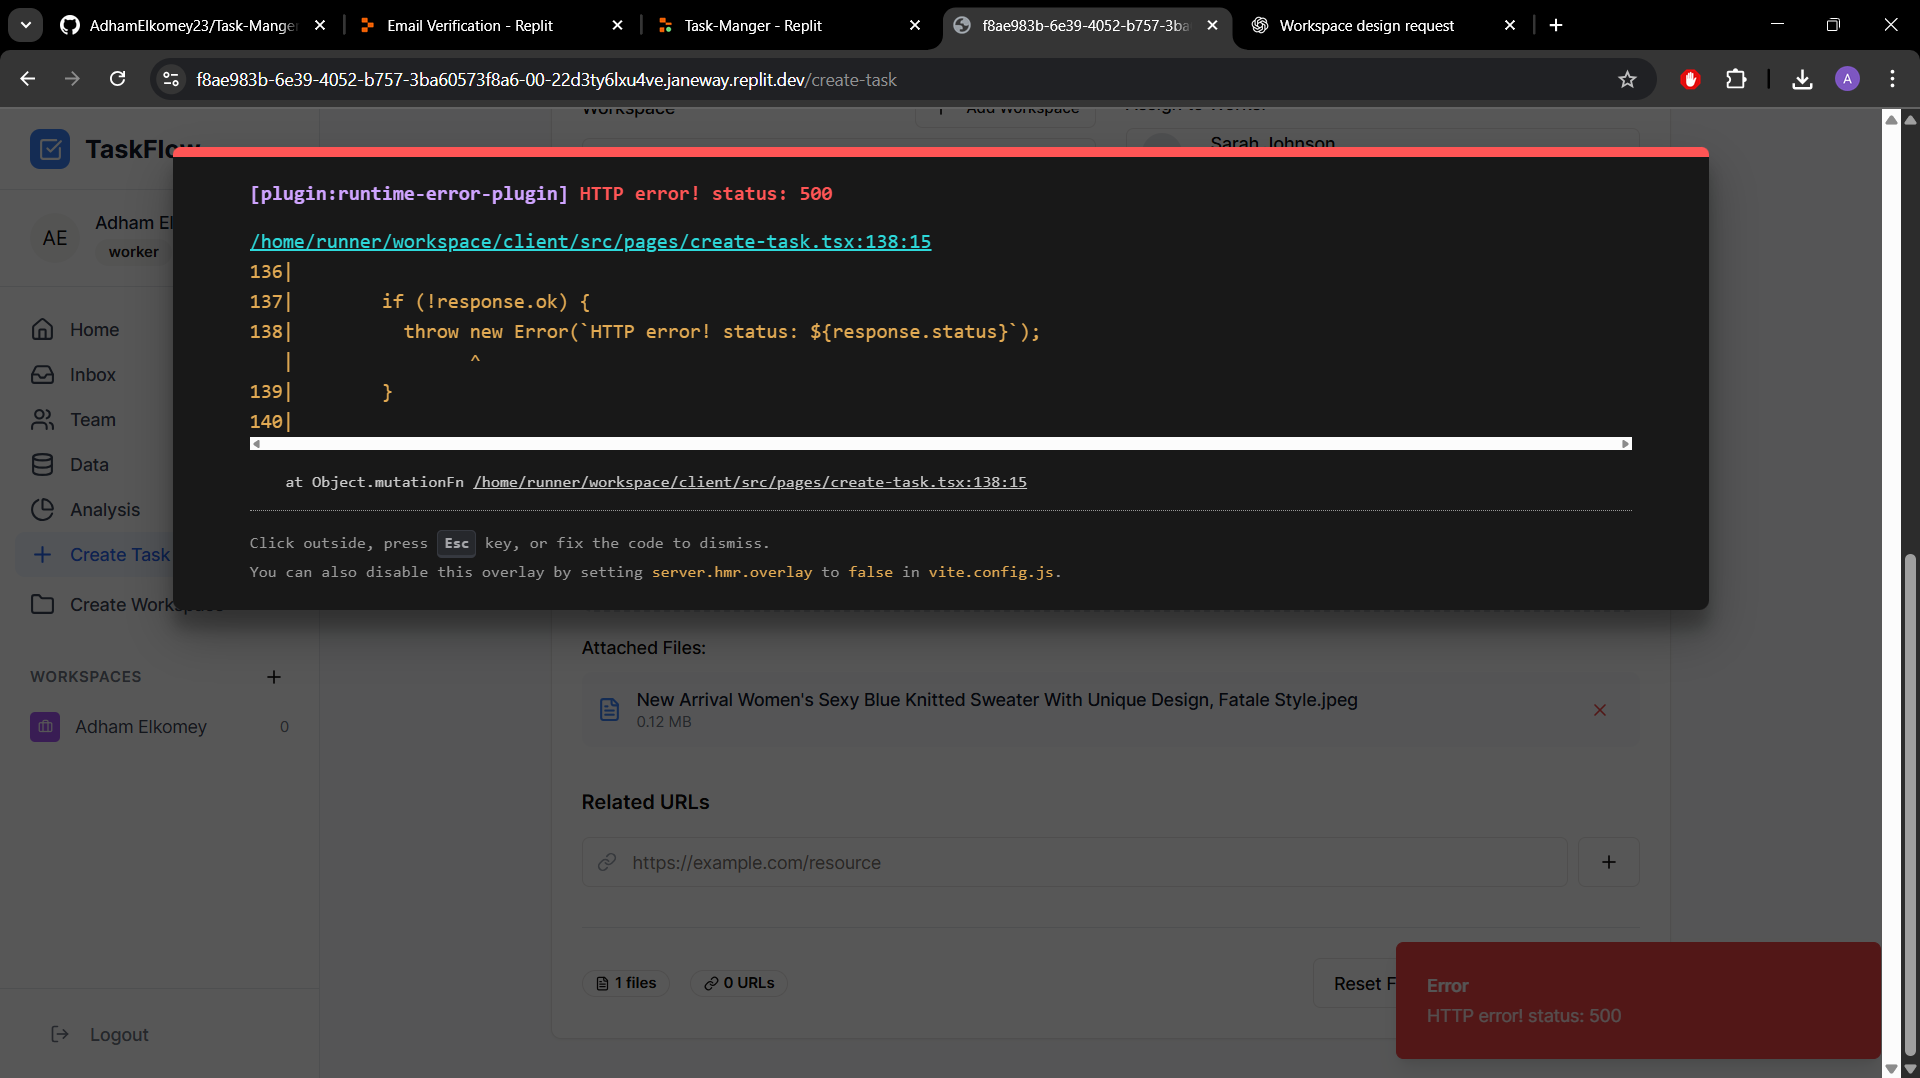 AdhamElkomey23/Task-Manger
Email Verification - Replit
Task-Manger - Replit
f8ae983b-6e39-4052-b757-3ba
Workspace design request
f8ae983b-6e39-4052-b757-3ba60573f8a6-00-22d3ty6lxu4ve.janeway.replit.dev/create-task
A
Workspace
Add Workspace
Assign to Worker
Sarah Johnson
TaskFlow
AE
Adham El
worker
Home
Inbox
Team
Data
Analysis
Create Task
Create Workspace
WORKSPACES
Adham Elkomey
0
Logout
[plugin:runtime-error-plugin] HTTP error! status: 500
/home/runner/workspace/client/src/pages/create-task.tsx:138:15
136|
137|        if (!response.ok) {
138|          throw new Error(`HTTP error! status: ${response.status}`);
|                ^
139|        }
140|
at Object.mutationFn /home/runner/workspace/client/src/pages/create-task.tsx:138:15
Click outside, press Esc key, or fix the code to dismiss.
You can also disable this overlay by setting server.hmr.overlay to false in vite.config.js.
Attached Files:
New Arrival Women's Sexy Blue Knitted Sweater With Unique Design, Fatale Style.jpeg
0.12 MB
Related URLs
https://example.com/resource
1 files
0 URLs
Reset F
Error
HTTP error! status: 500